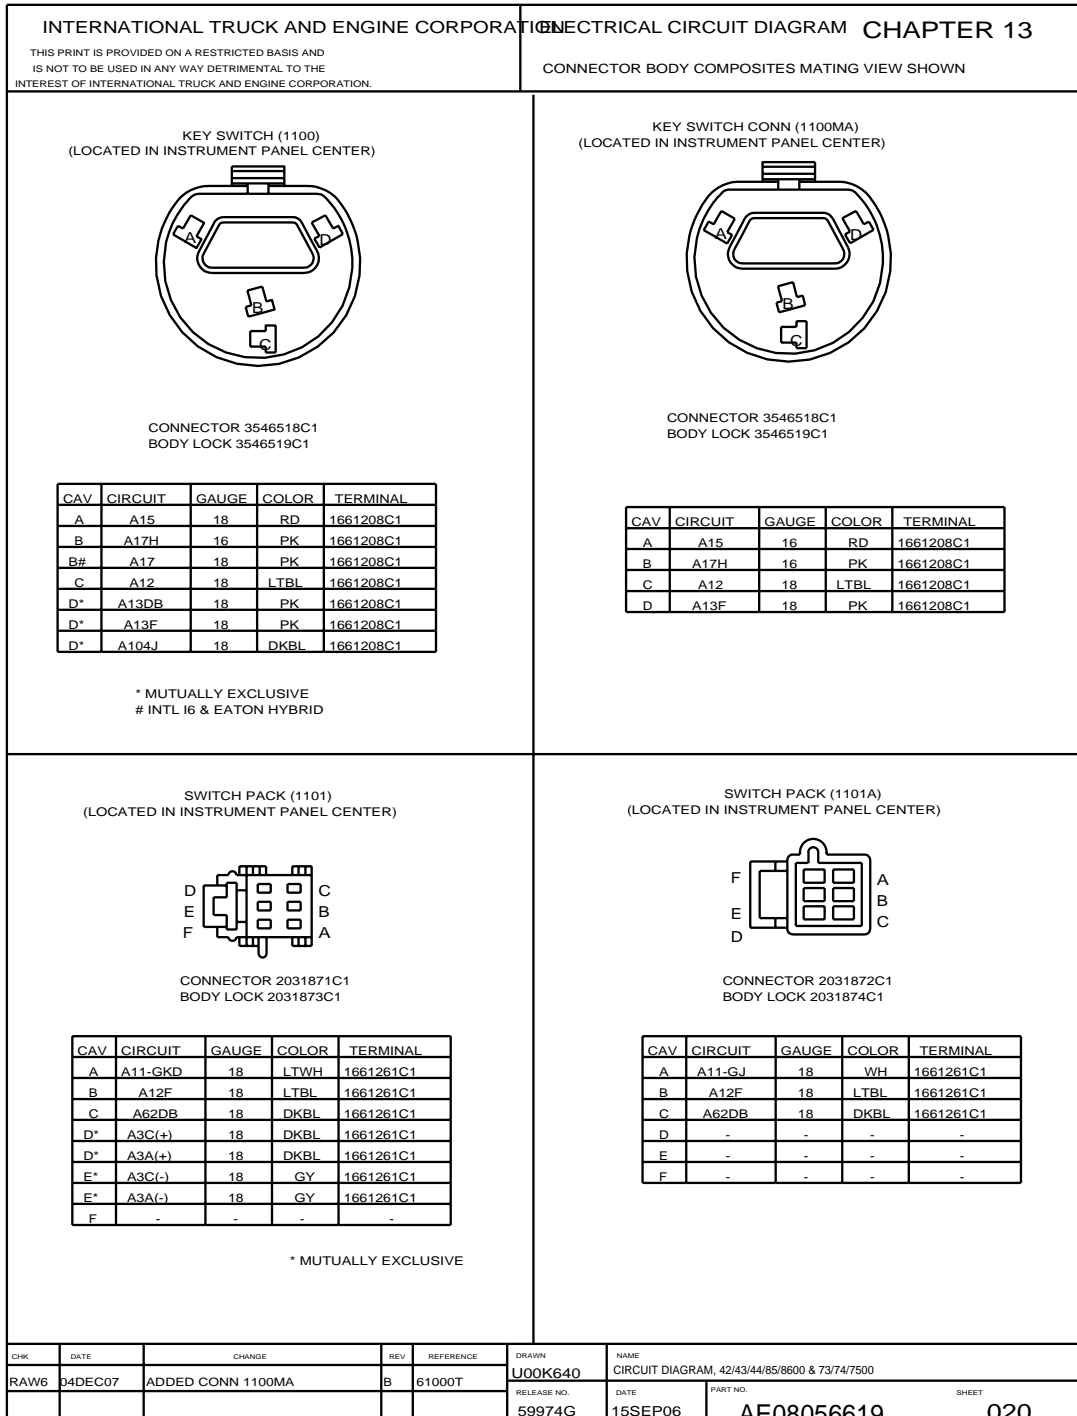 INTERNATIONAL TRUCK AND ENGINE CORPORATION
THIS PRINT IS PROVIDED ON A RESTRICTED BASIS AND
IS NOT TO BE USED IN ANY WAY DETRIMENTAL TO THE
INTEREST OF INTERNATIONAL TRUCK AND ENGINE CORPORATION.
ELECTRICAL CIRCUIT DIAGRAM CHAPTER 13
CONNECTOR BODY COMPOSITES MATING VIEW SHOWN
KEY SWITCH (1100)
(LOCATED IN INSTRUMENT PANEL CENTER)
A
D
B
C
CONNECTOR 3546518C1
BODY LOCK 3546519C1
CAV CIRCUIT GAUGE COLOR TERMINAL
A A15 18 RD 1661208C1
B A17H 16 PK 1661208C1
B# A17 18 PK 1661208C1
C A12 18 LTBL 1661208C1
D* A13DB 18 PK 1661208C1
D* A13F 18 PK 1661208C1
D* A104J 18 DKBL 1661208C1
* MUTUALLY EXCLUSIVE
# INTL I6 & EATON HYBRID
KEY SWITCH CONN (1100MA)
(LOCATED IN INSTRUMENT PANEL CENTER)
A
D
B
C
CONNECTOR 3546518C1
BODY LOCK 3546519C1
CAV CIRCUIT GAUGE COLOR TERMINAL
A A15 16 RD 1661208C1
B A17H 16 PK 1661208C1
C A12 18 LTBL 1661208C1
D A13F 18 PK 1661208C1
SWITCH PACK (1101)
(LOCATED IN INSTRUMENT PANEL CENTER)
D C
E B
F A
CONNECTOR 2031871C1
BODY LOCK 2031873C1
CAV CIRCUIT GAUGE COLOR TERMINAL
A A11-GKD 18 LTWH 1661261C1
B A12F 18 LTBL 1661261C1
C A62DB 18 DKBL 1661261C1
D* A3C(+) 18 DKBL 1661261C1
D* A3A(+) 18 DKBL 1661261C1
E* A3C(-) 18 GY 1661261C1
E* A3A(-) 18 GY 1661261C1
F - - - -
* MUTUALLY EXCLUSIVE
SWITCH PACK (1101A)
(LOCATED IN INSTRUMENT PANEL CENTER)
F A
E B
D C
CONNECTOR 2031872C1
BODY LOCK 2031874C1
CAV CIRCUIT GAUGE COLOR TERMINAL
A A11-GJ 18 WH 1661261C1
B A12F 18 LTBL 1661261C1
C A62DB 18 DKBL 1661261C1
D - - - -
E - - - -
F - - - -
CHK DATE CHANGE REV REFERENCE
RAW6 04DEC07 ADDED CONN 1100MA B 61000T
DRAWN
U00K640
NAME
CIRCUIT DIAGRAM, 42/43/44/85/8600 & 73/74/7500
RELEASE NO.
59974G
DATE
15SEP06
PART NO.
AE08056619
SHEET
020